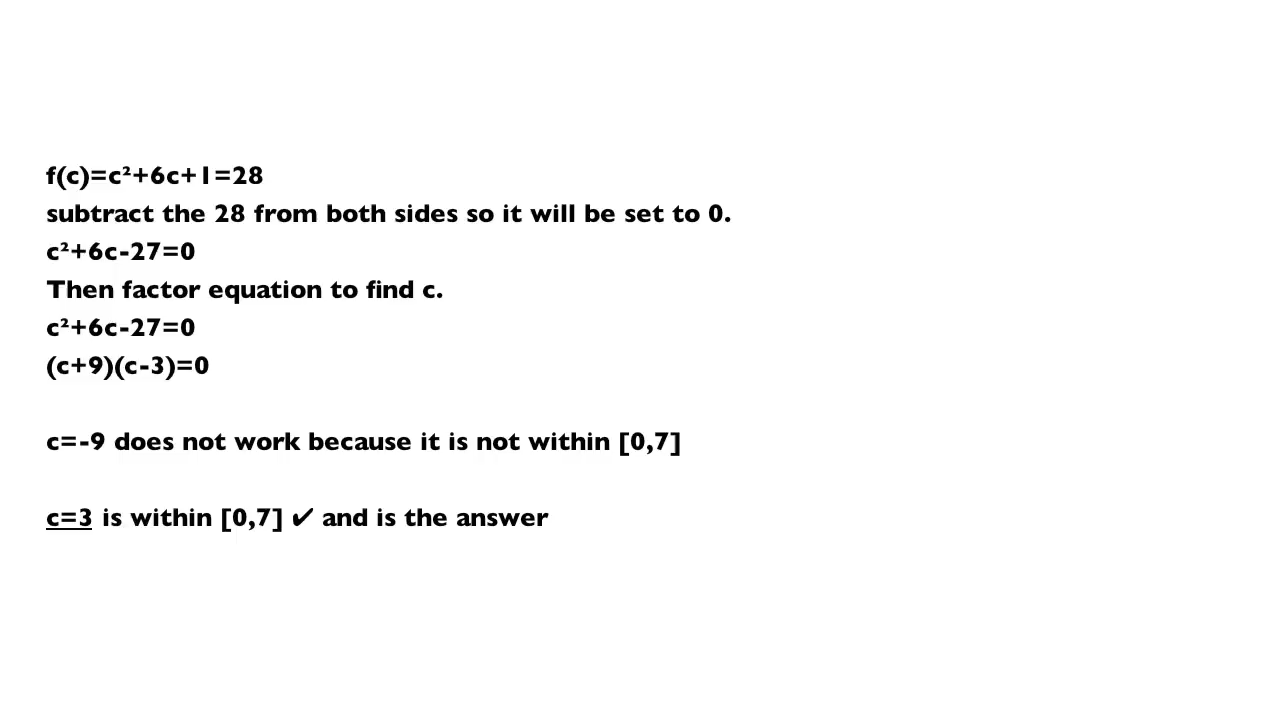 f(c)=c²+6c+1=28
subtract the 28 from both sides so it will be set to 0.
c²+6c-27=0
Then factor equation to find c.
c²+6c-27=0
(c+9)(c-3)=0
c=-9 does not work because it is not within [0,7]
c=3 is within [0,7] ✔ and is the answer